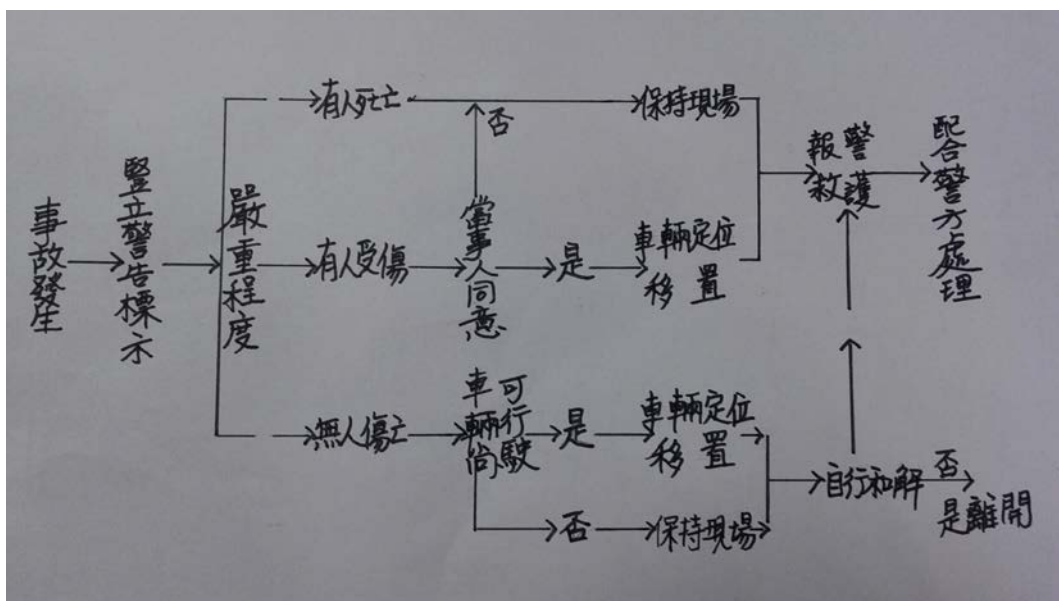 事故發生
豎立警告標示
嚴重程度
有人死亡
否
保持現場
有人受傷
當事人同意
是
車輛定位
移置
報警
救護
配合警方處理
無人傷亡
車輛尚
可行駛
是
車輛定位
移置
否
保持現場
自行和解
否
是離開